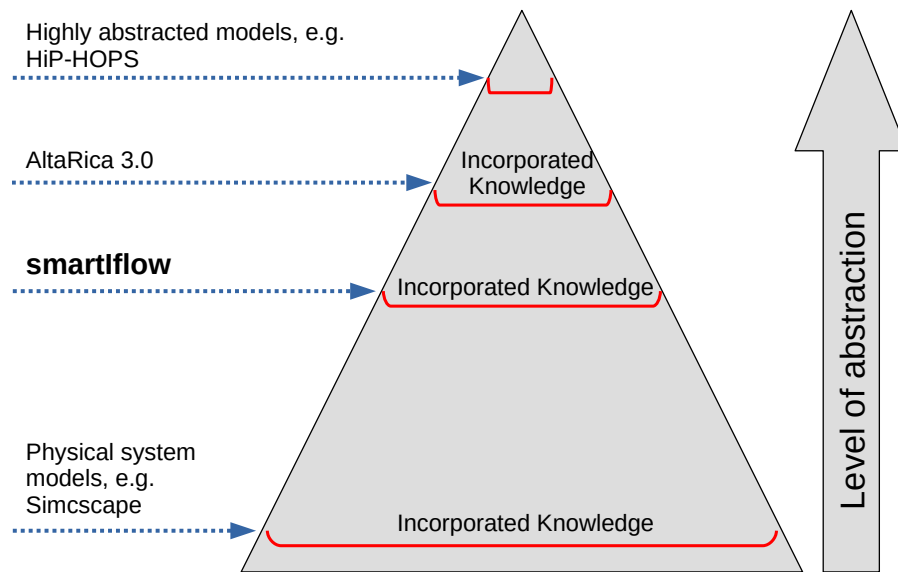 Highly abstracted models, e.g.
HiP-HOPS
AltaRica 3.0
Incorporated
Knowledge
smartIflow
Incorporated Knowledge
Physical system
models, e.g.
Simcscape
Incorporated Knowledge
Level of abstraction